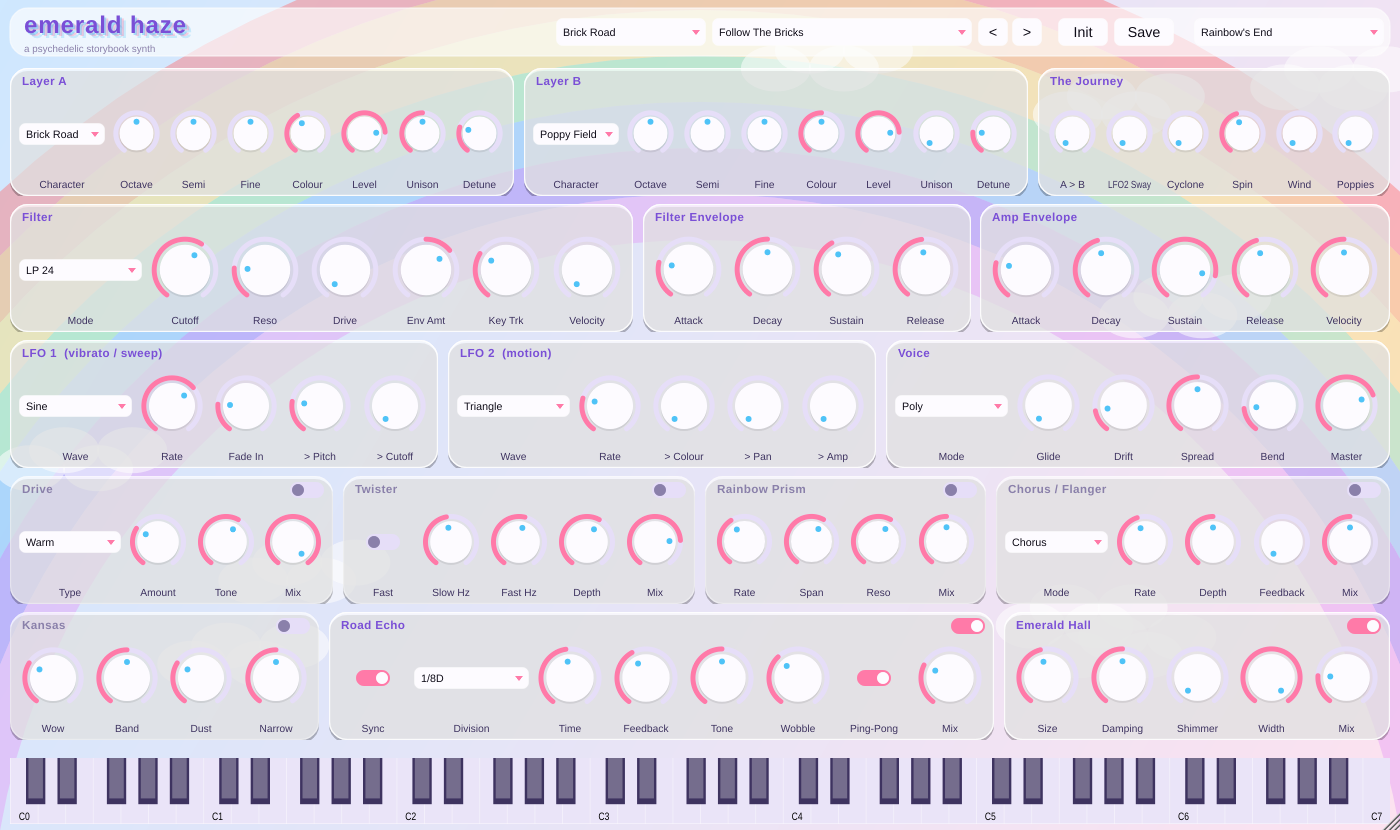 emerald haze
a psychedelic storybook synth
Brick Road
Follow The Bricks
<
>
Init
Save
Rainbow's End
Layer A
Brick Road
Character Octave Semi Fine Colour Level Unison Detune
Layer B
Poppy Field
Character Octave Semi Fine Colour Level Unison Detune
The Journey
A > B LFO2 Sway Cyclone Spin Wind Poppies
Filter
LP 24
Mode Cutoff Reso Drive Env Amt Key Trk Velocity
Filter Envelope
Attack Decay Sustain Release
Amp Envelope
Attack Decay Sustain Release Velocity
LFO 1 (vibrato / sweep)
Sine
Wave Rate Fade In > Pitch > Cutoff
LFO 2 (motion)
Triangle
Wave Rate > Colour > Pan > Amp
Voice
Poly
Mode Glide Drift Spread Bend Master
Drive
Warm
Type Amount Tone Mix
Twister
Fast Slow Hz Fast Hz Depth Mix
Rainbow Prism
Rate Span Reso Mix
Chorus / Flanger
Chorus
Mode Rate Depth Feedback Mix
Kansas
Wow Band Dust Narrow
Road Echo
1/8D
Sync Division Time Feedback Tone Wobble Ping-Pong Mix
Emerald Hall
Size Damping Shimmer Width Mix
C0 C1 C2 C3 C4 C5 C6 C7